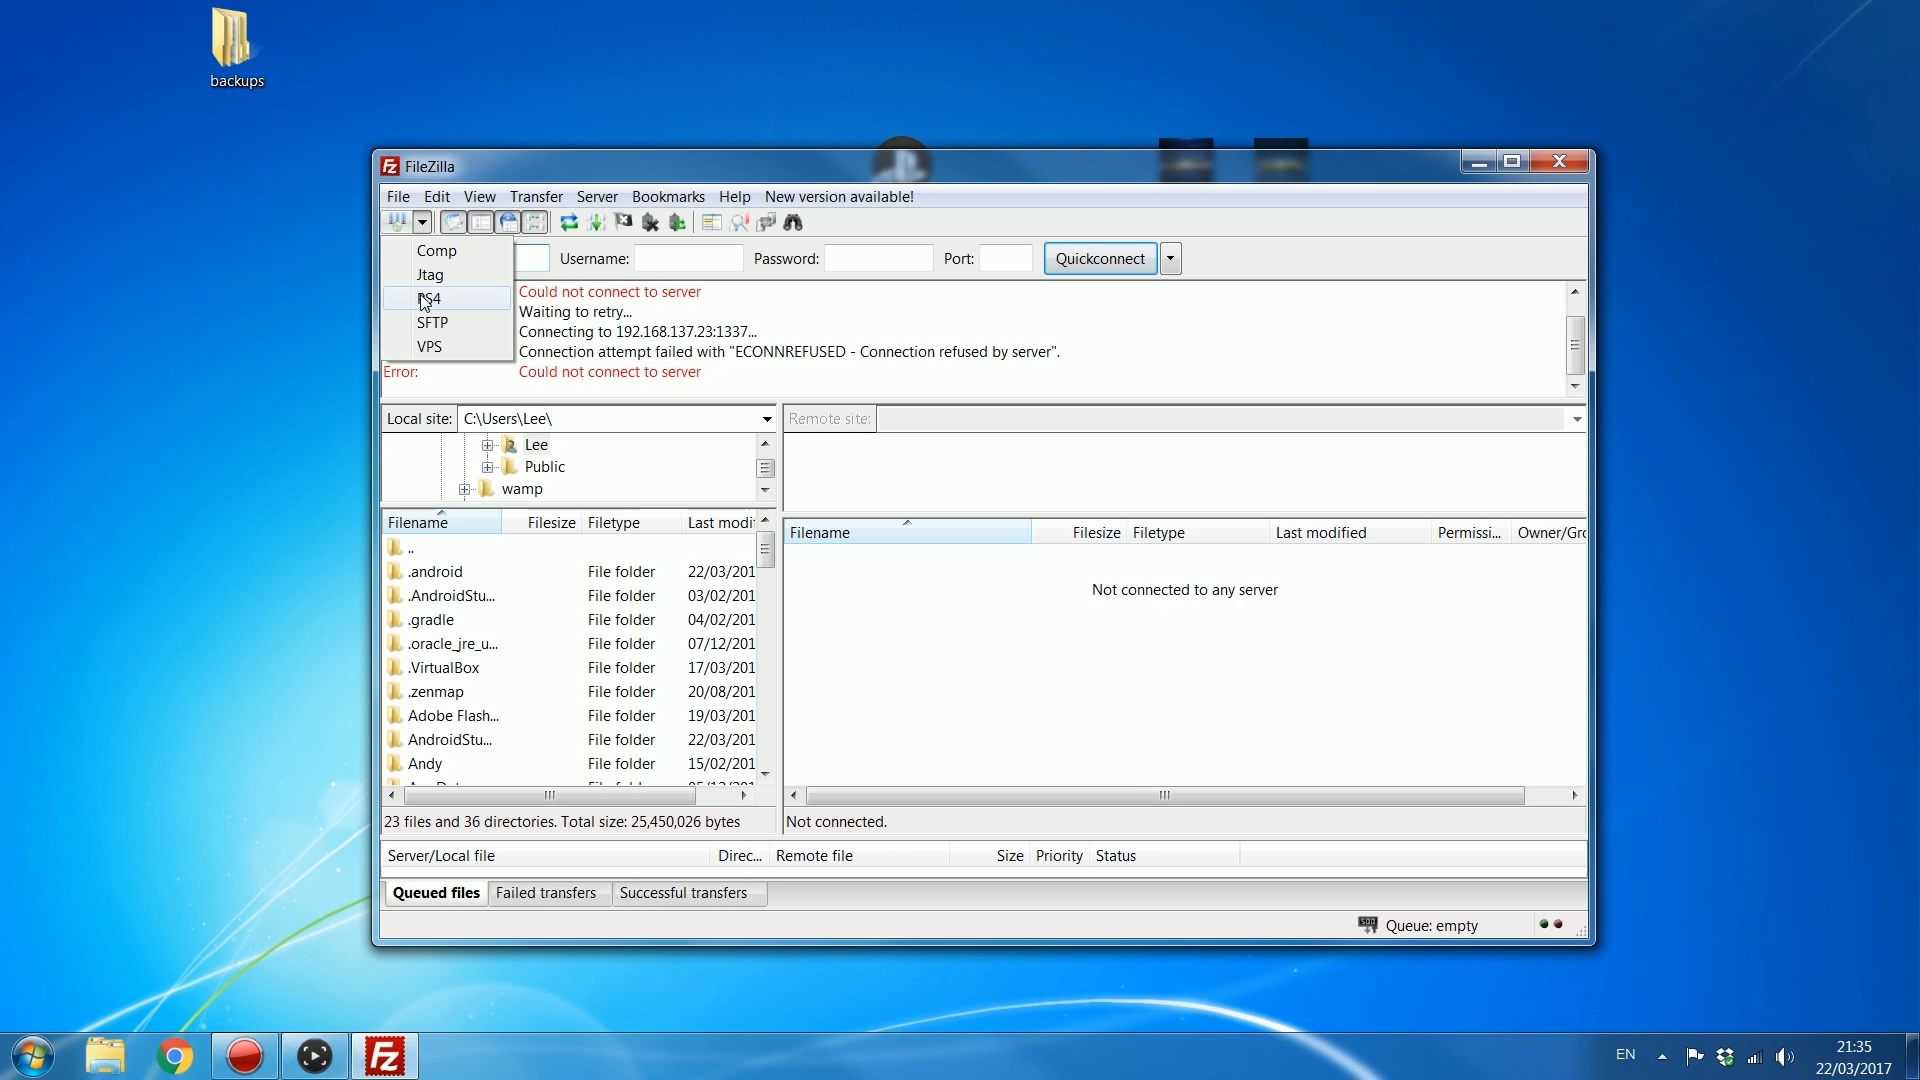 backups
FileZilla
File Edit View Transfer Server Bookmarks Help New version available!
Username: Password: Port: Quickconnect
Comp
Jtag
PS4
SFTP
VPS
Could not connect to server
Waiting to retry...
Connecting to 192.168.137.23:1337...
Connection attempt failed with "ECONNREFUSED - Connection refused by server".
Error: Could not connect to server
Local site: C:\Users\Lee\
Remote site:
Lee
Public
wamp
Filename Filesize Filetype Last modif
..
.android File folder 22/03/201
.AndroidStu... File folder 03/02/201
.gradle File folder 04/02/201
.oracle_jre_u... File folder 07/12/201
.VirtualBox File folder 17/03/201
.zenmap File folder 20/08/201
Adobe Flash... File folder 19/03/201
AndroidStu... File folder 22/03/201
Andy File folder 15/02/201
23 files and 36 directories. Total size: 25,450,026 bytes
Filename Filesize Filetype Last modified Permissi... Owner/Gro
Not connected to any server
Not connected.
Server/Local file Direc... Remote file Size Priority Status
Queued files Failed transfers Successful transfers
Queue: empty
EN
21:35
22/03/2017